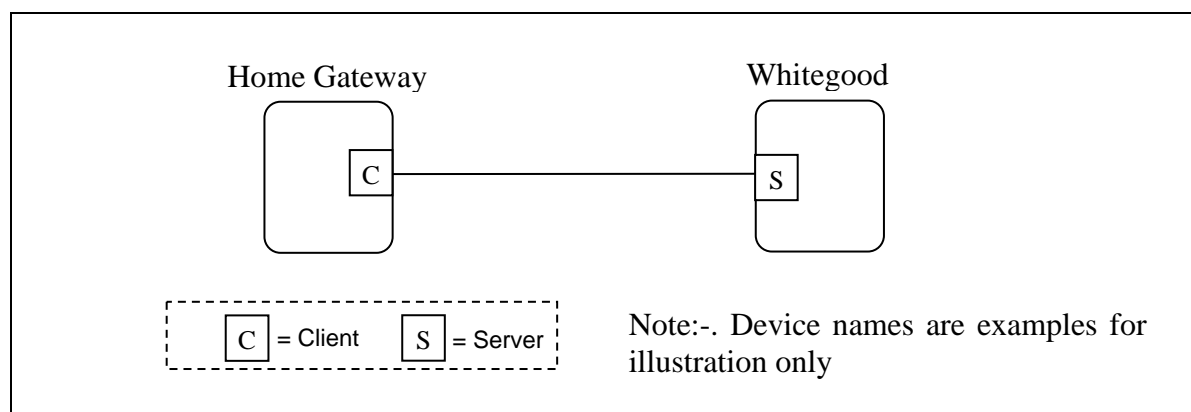 Home Gateway
Whitegood
C
S
C = Client S = Server
Note:-. Device names are examples for
illustration only